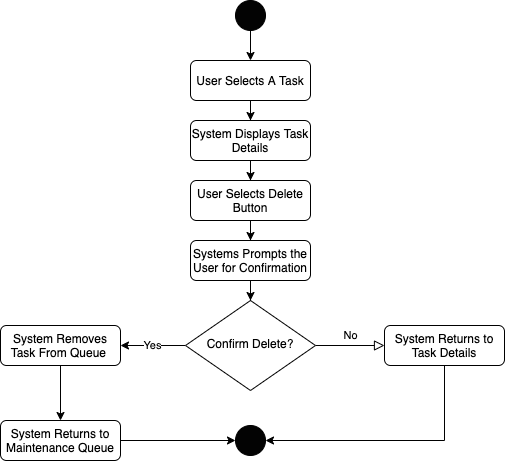 User Selects A Task
System Displays Task
Details
User Selects Delete
Button
Systems Prompts the
User for Confirmation
Confirm Delete?
Yes
No
System Removes
Task From Queue
System Returns to
Task Details
System Returns to
Maintenance Queue